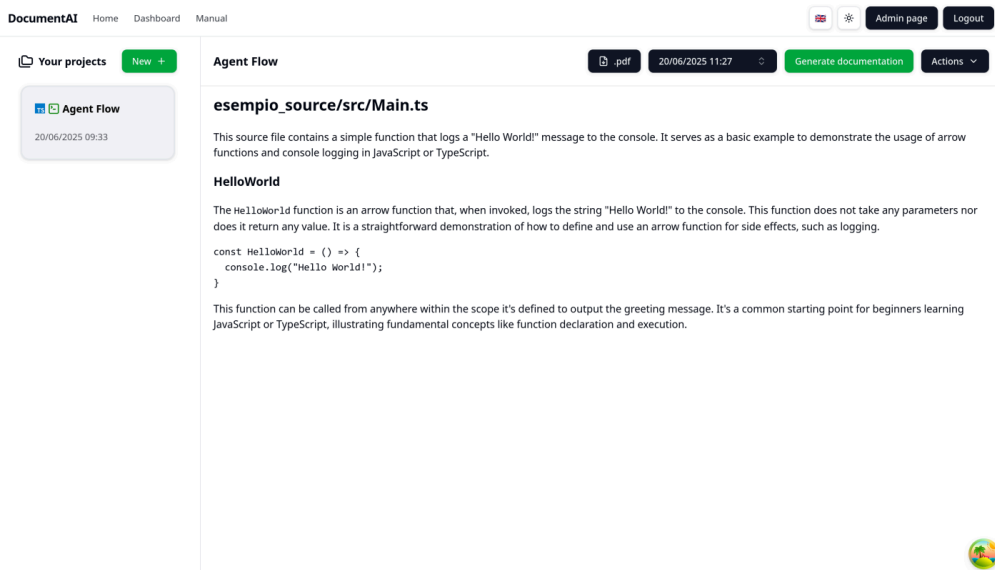 DocumentAI Home Dashboard Manual Admin page Logout
Your projects New +
Agent Flow .pdf 20/06/2025 11:27 Generate documentation Actions
Agent Flow
20/06/2025 09:33
esempio_source/src/Main.ts
This source file contains a simple function that logs a "Hello World!" message to the console. It serves as a basic example to demonstrate the usage of arrow
functions and console logging in JavaScript or TypeScript.
HelloWorld
The HelloWorld function is an arrow function that, when invoked, logs the string "Hello World!" to the console. This function does not take any parameters nor
does it return any value. It is a straightforward demonstration of how to define and use an arrow function for side effects, such as logging.
const HelloWorld = () => {
  console.log("Hello World!");
}
This function can be called from anywhere within the scope it's defined to output the greeting message. It's a common starting point for beginners learning
JavaScript or TypeScript, illustrating fundamental concepts like function declaration and execution.